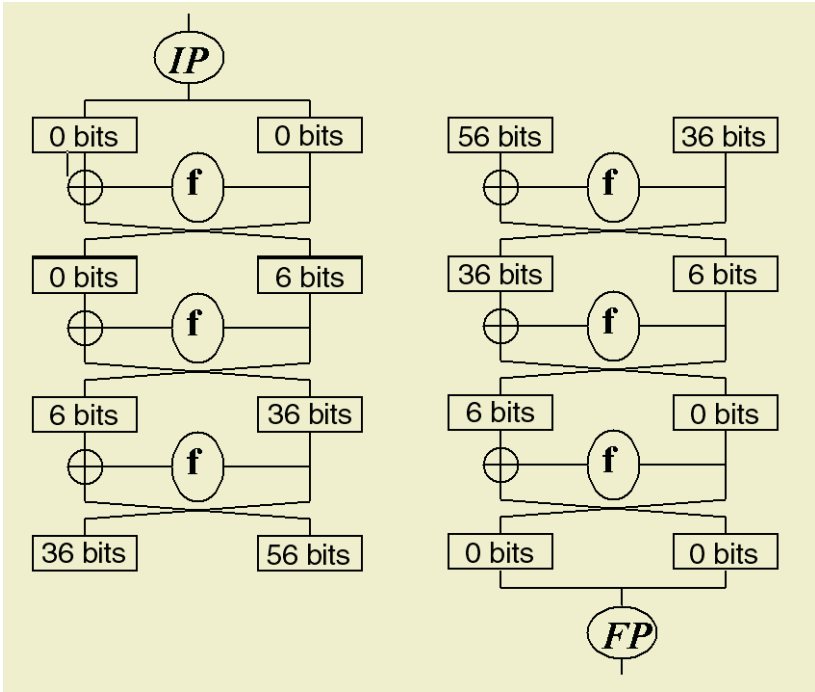 IP
0 bits 0 bits
f
0 bits 6 bits
f
6 bits 36 bits
f
36 bits 56 bits
56 bits 36 bits
f
36 bits 6 bits
f
6 bits 0 bits
f
0 bits 0 bits
FP